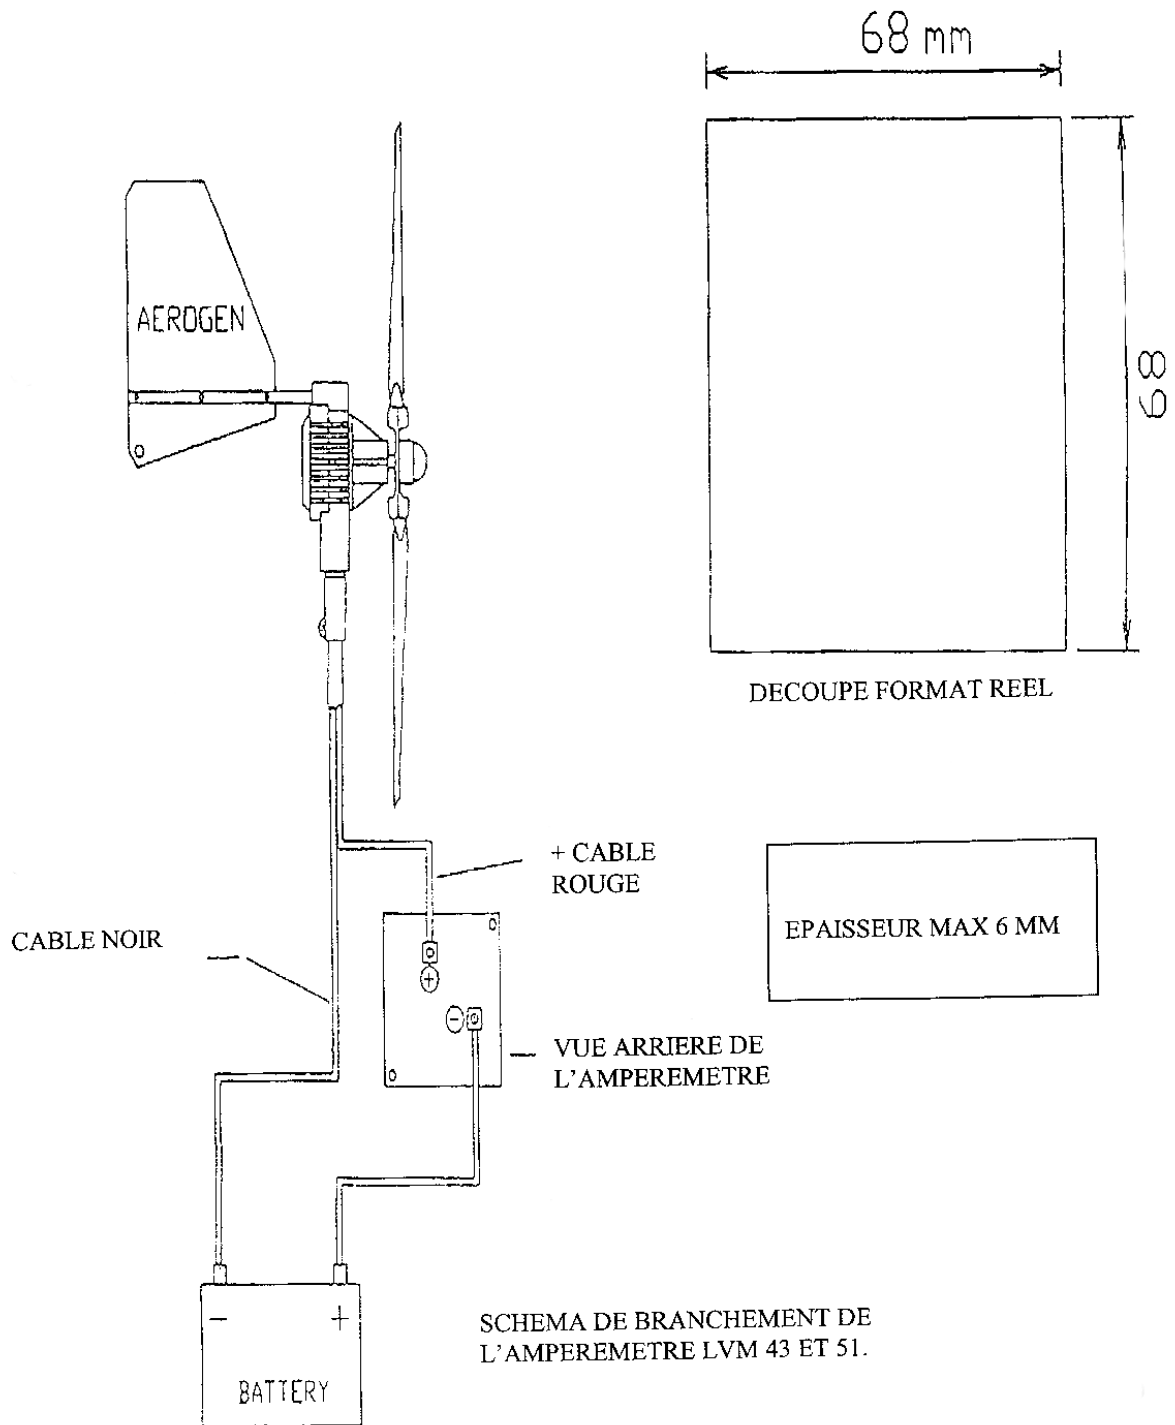 68 mm
AEROGEN
89
DECOUPE FORMAT REEL
+ CABLE
ROUGE
CABLE NOIR
EPAISSEUR MAX 6 MM
+
-
VUE ARRIERE DE
L'AMPEREMETRE
- +
BATTERY
SCHEMA DE BRANCHEMENT DE
L'AMPEREMETRE LVM 43 ET 51.